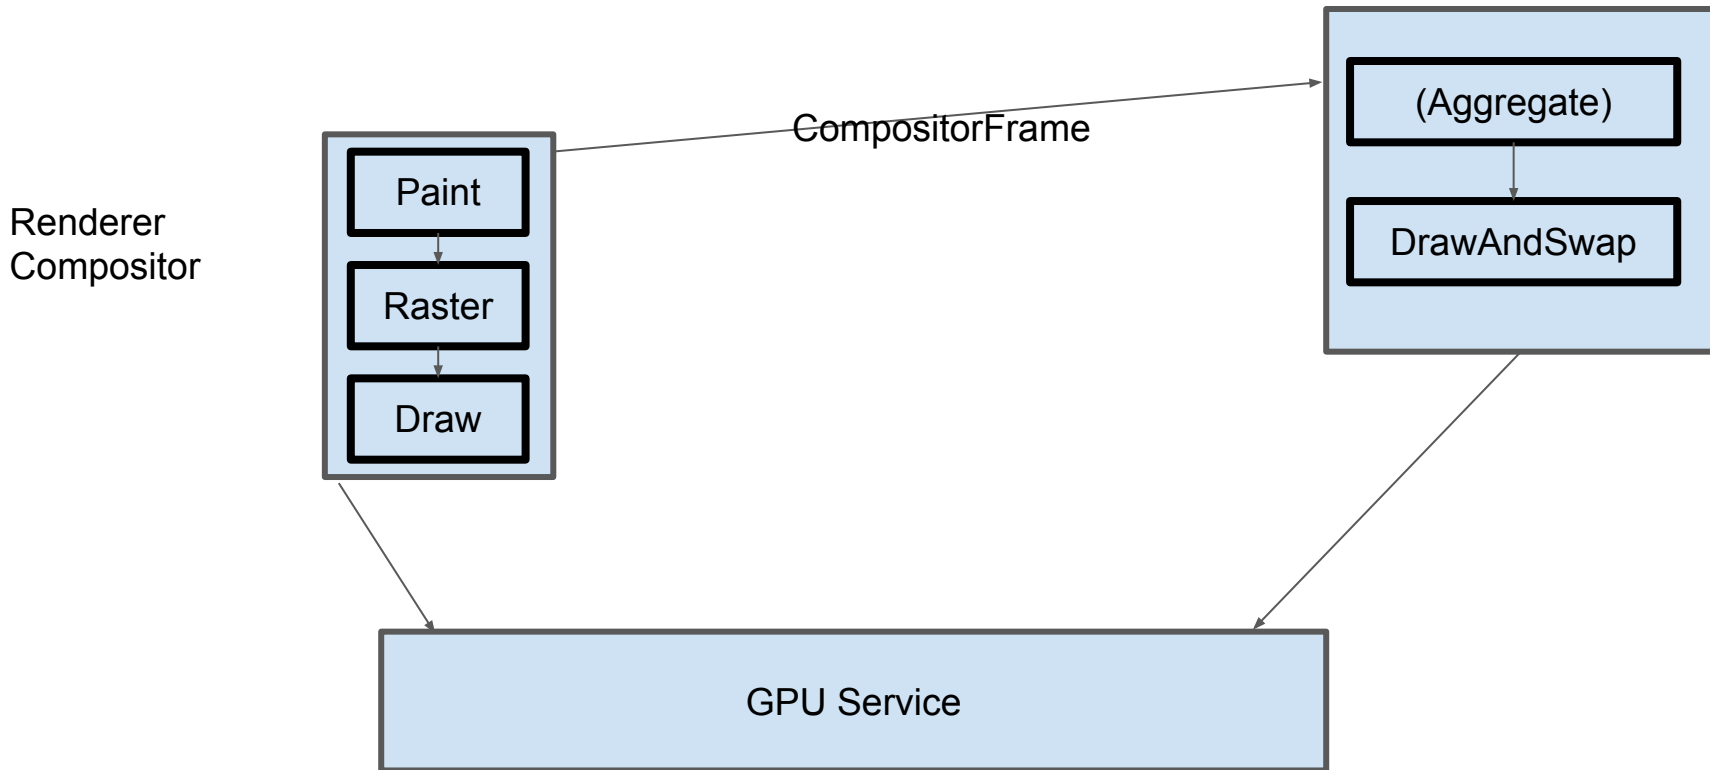 Renderer
Compositor
Paint
Raster
Draw
CompositorFrame
(Aggregate)
DrawAndSwap
GPU Service